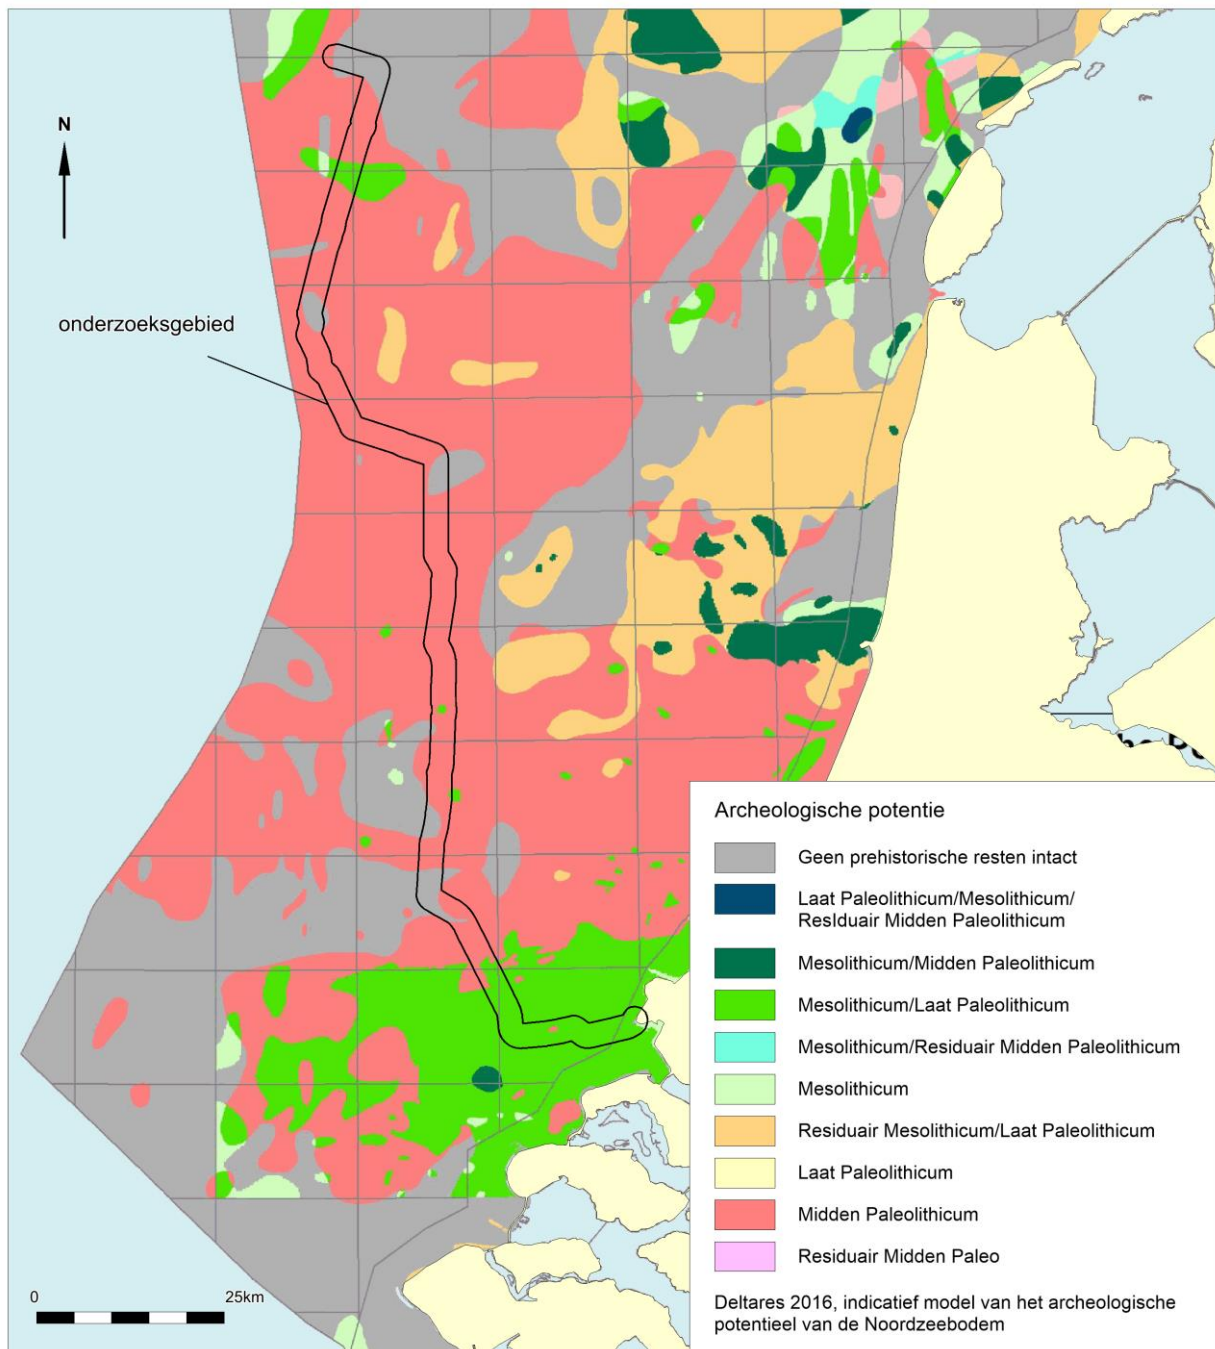 N
onderzoeksgebied
Archeologische potentie
Geen prehistorische resten intact
Laat Paleolithicum/Mesolithicum/
ResIduair Midden Paleolithicum
Mesolithicum/Midden Paleolithicum
Mesolithicum/Laat Paleolithicum
Mesolithicum/Residuair Midden Paleolithicum
Mesolithicum
Residuair Mesolithicum/Laat Paleolithicum
Laat Paleolithicum
Midden Paleolithicum
Residuair Midden Paleo
Deltares 2016, indicatief model van het archeologische
potentieel van de Noordzeebodem
0 25km